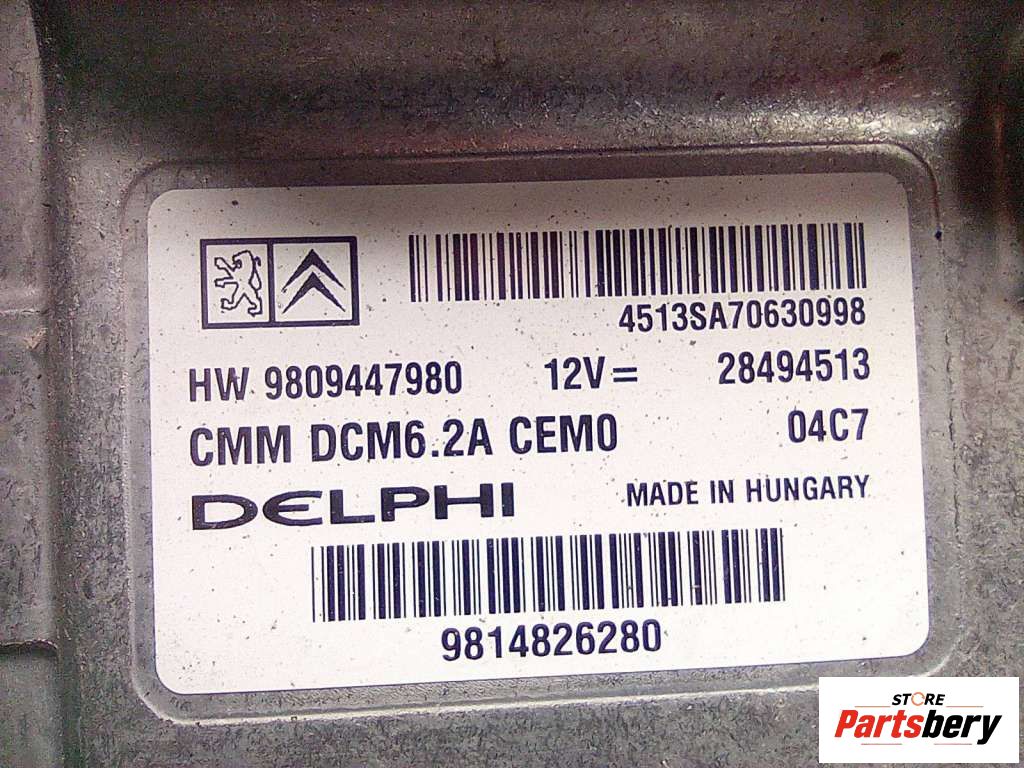 4513SA70630998
HW 9809447980 12V= 28494513
CMM DCM6.2A CEM0 04C7
DELPHI MADE IN HUNGARY
9814826280
STORE
Partsbery